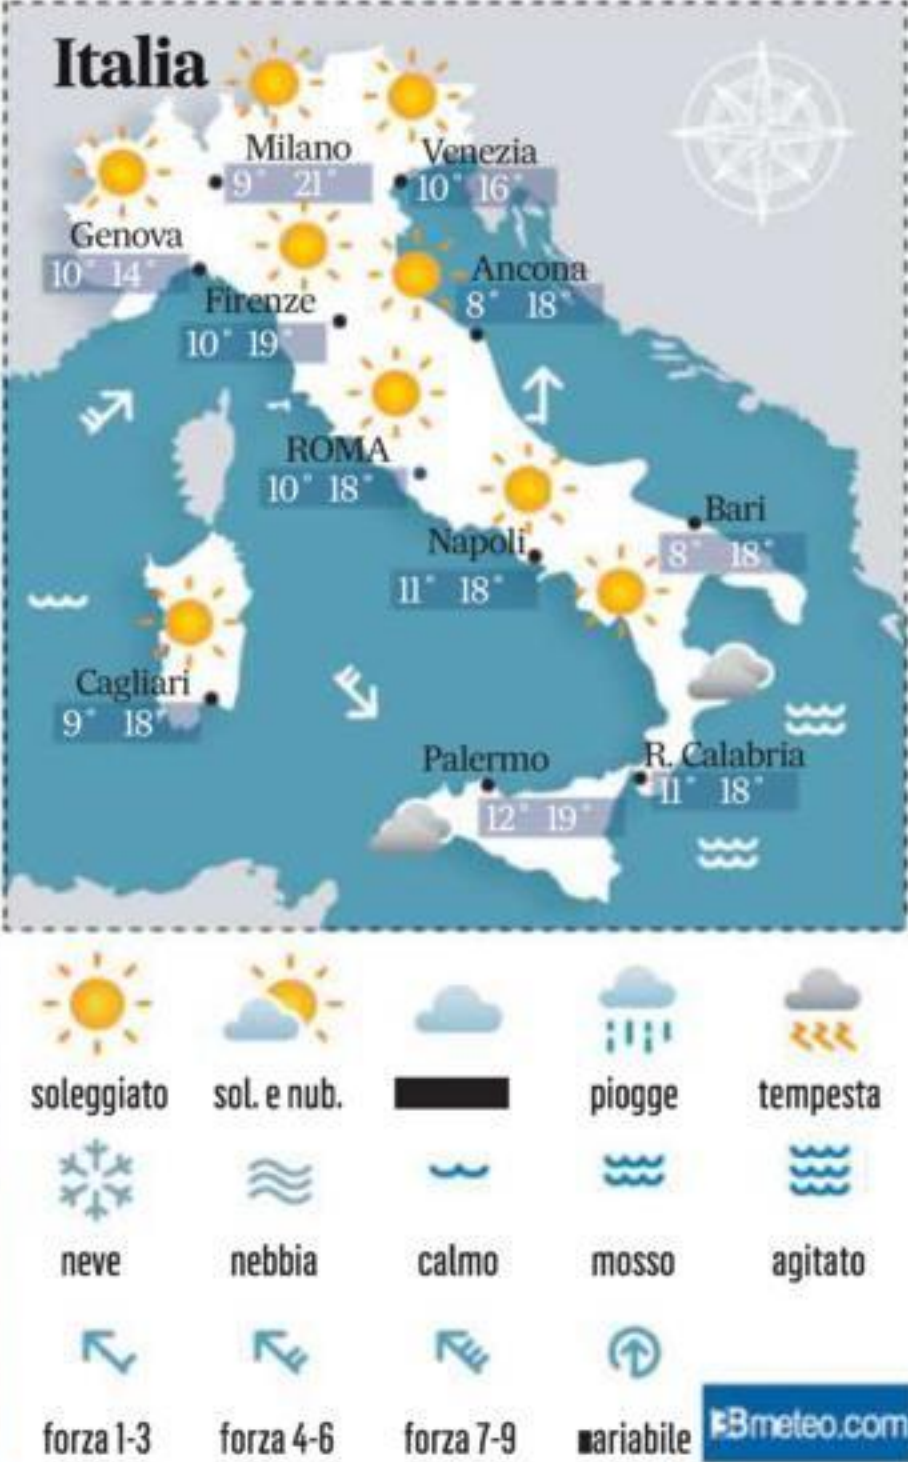 Italia
Milano
9° 21°
Venezia
10° 16°
Genova
10° 14°
Ancona
8° 18°
Firenze
10° 19°
ROMA
10° 18°
Bari
8° 18°
Napoli
11° 18°
Cagliari
9° 18°
Palermo
12° 19°
R. Calabria
11° 18°
soleggiato sol. e nub. piogge tempesta
neve nebbia calmo mosso agitato
forza 1-3 forza 4-6 forza 7-9 ariabile
Bmeteo.com